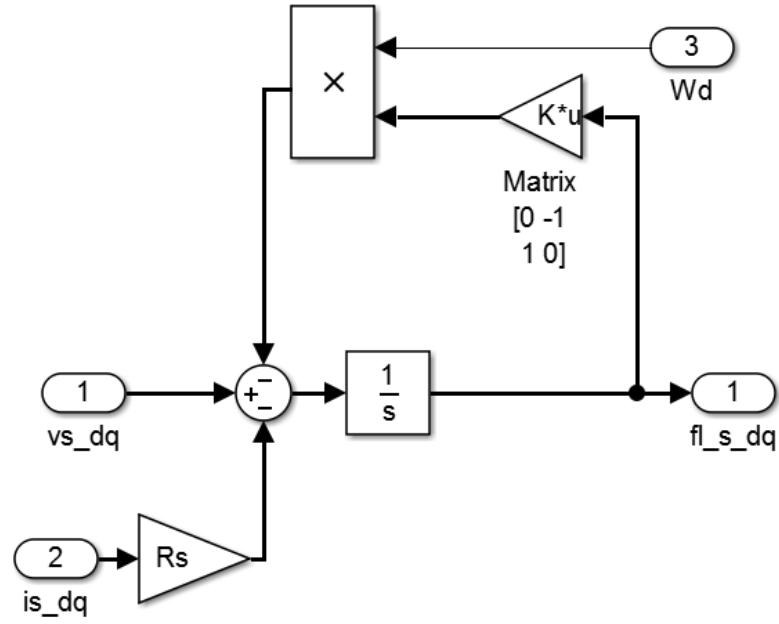 ×
3
Wd
K*u
Matrix
[0 -1
1 0]
1
vs_dq
+
−
−
1
s
1
fl_s_dq
2
is_dq
Rs